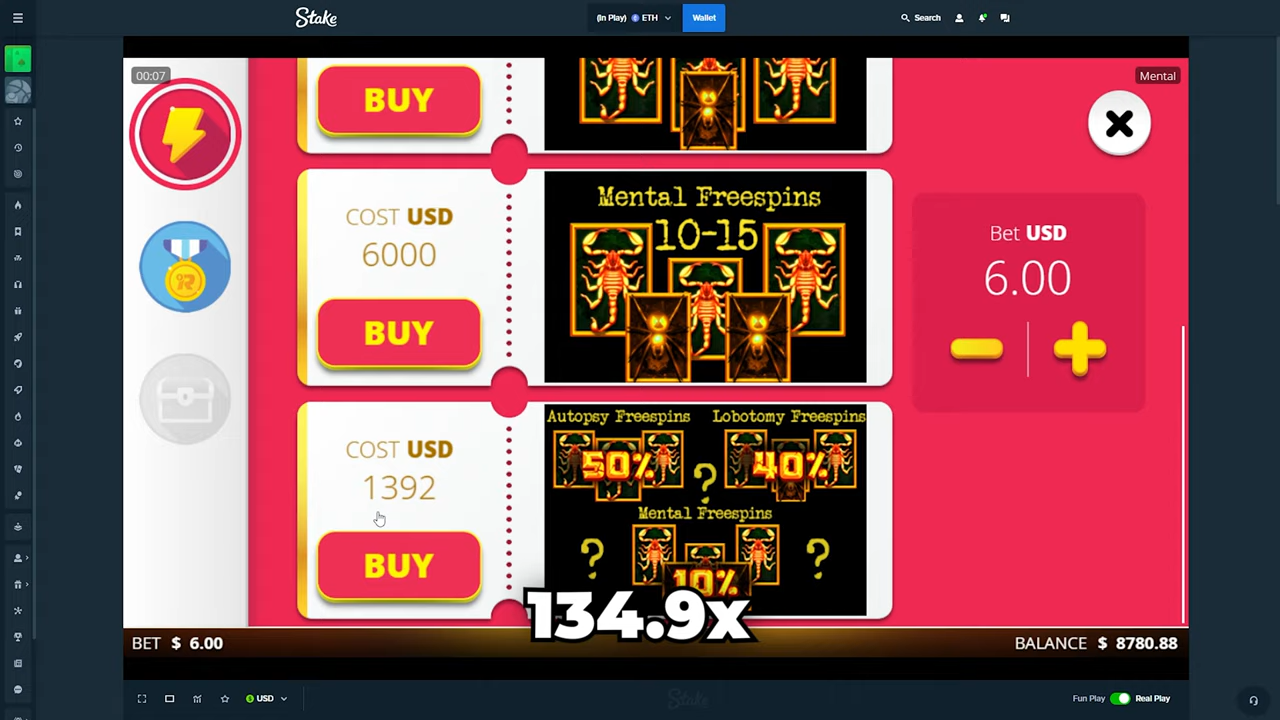 Stake
(In Play) ETH
Wallet
Search
00:07
Mental
BUY
COST USD
6000
BUY
Mental Freespins
10-15
Bet USD
6.00
COST USD
1392
BUY
Autopsy Freespins
Lobotomy Freespins
50%
?
40%
Mental Freespins
?
10%
?
134.9x
BET $ 6.00
BALANCE $ 8780.88
USD
Stake
Fun Play
Real Play